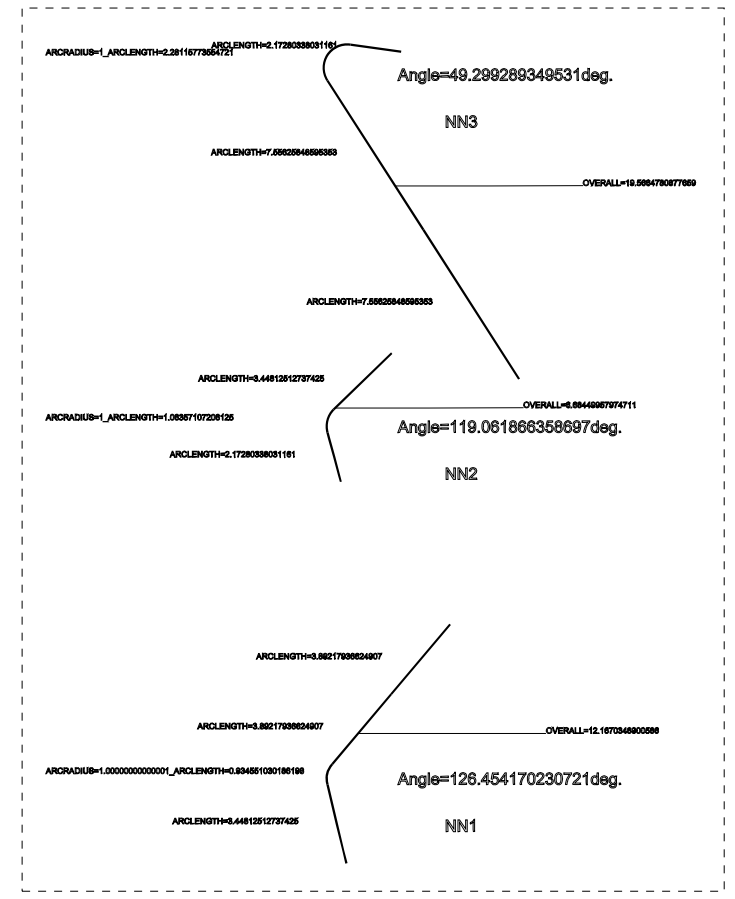 ARCLENGTH=2.17280338031161
ARCRADIUS=1_ARCLENGTH=2.28115773554721
Angle=49.299289349531deg.
NN3
ARCLENGTH=7.55625848595353
OVERALL=19.5664780877659
ARCLENGTH=7.55625848595353
ARCLENGTH=3.44812512737425
OVERALL=6.68449957974711
ARCRADIUS=1_ARCLENGTH=1.06357107206125
Angle=119.061866358697deg.
ARCLENGTH=2.17280338031161
NN2
ARCLENGTH=3.89217936624907
ARCLENGTH=3.89217936624907
OVERALL=12.1670348900586
ARCRADIUS=1.00000000000001_ARCLENGTH=0.934551030186198
Angle=126.454170230721deg.
ARCLENGTH=3.44812512737425
NN1